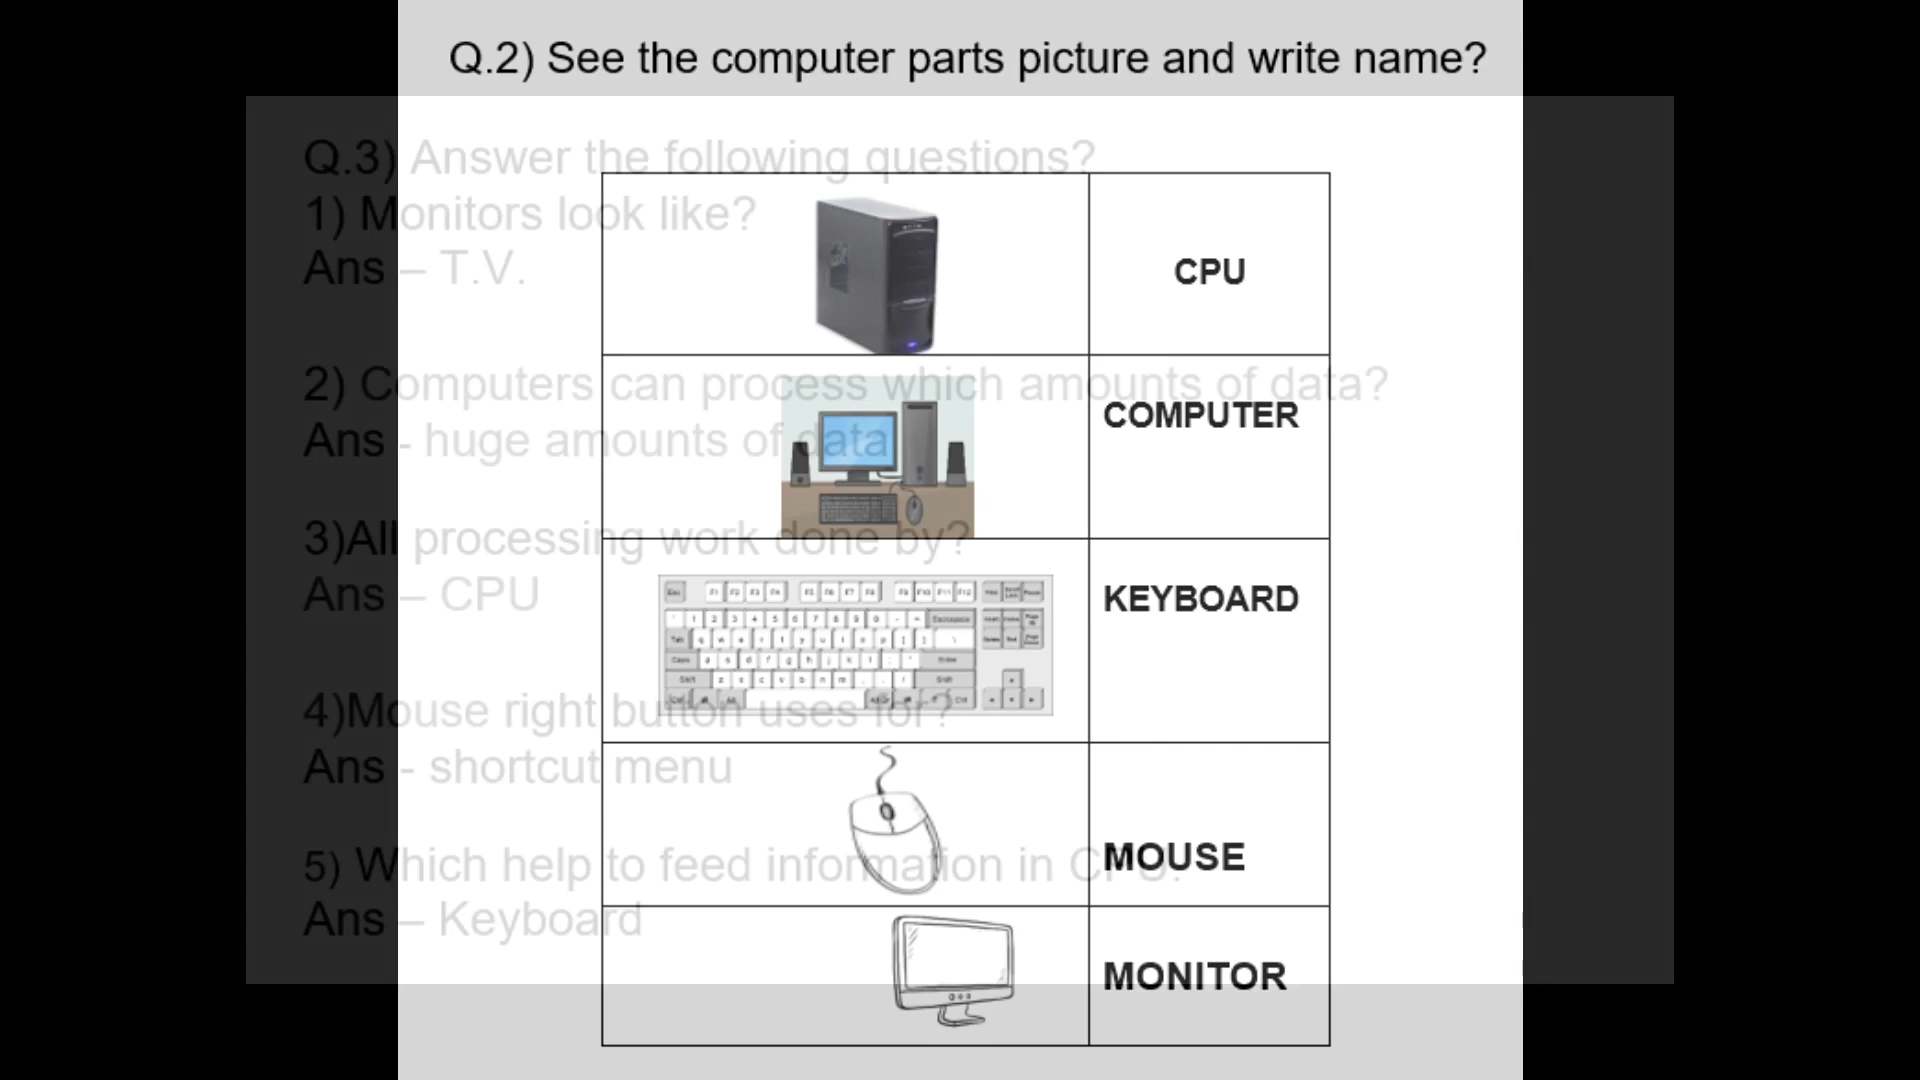 Q.2) See the computer parts picture and write name?
CPU
COMPUTER
KEYBOARD
MOUSE
MONITOR
Q.3) Answer the following questions?
1) Monitors look like?
Ans – T.V.
2) Computers can process which amounts of data?
Ans - huge amounts of data
3)All processing work done by?
Ans – CPU
4)Mouse right button uses for?
Ans - shortcut menu
5) Which help to feed information in CPU.
Ans – Keyboard